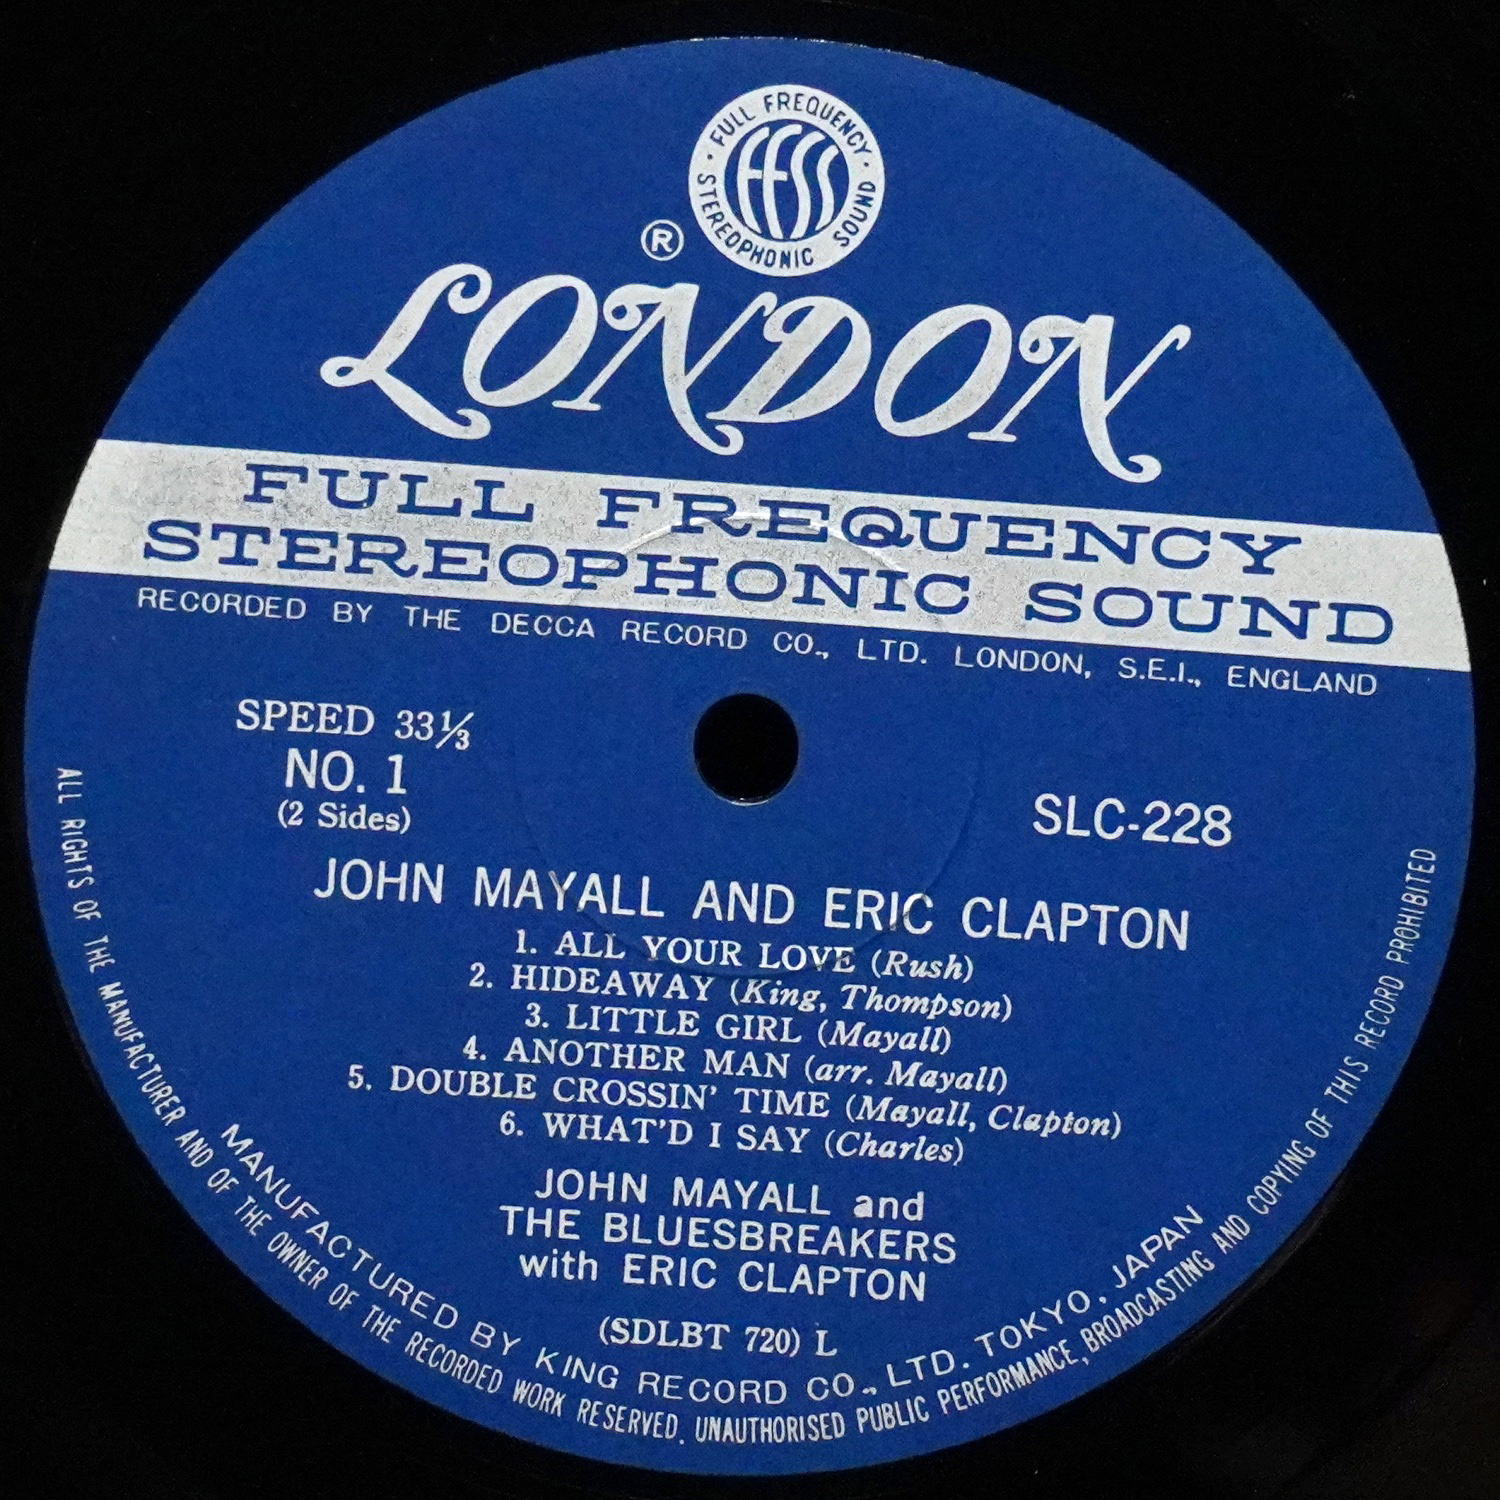 FULL FREQUENCY
STEREOPHONIC SOUND
FFSS
®
LONDON
FULL FREQUENCY
STEREOPHONIC SOUND
RECORDED BY THE DECCA RECORD CO., LTD. LONDON, S.E.I., ENGLAND
SPEED 33⅓
NO. 1
(2 Sides)
SLC-228
JOHN MAYALL AND ERIC CLAPTON
1. ALL YOUR LOVE (Rush)
2. HIDEAWAY (King, Thompson)
3. LITTLE GIRL (Mayall)
4. ANOTHER MAN (arr. Mayall)
5. DOUBLE CROSSIN' TIME (Mayall, Clapton)
6. WHAT'D I SAY (Charles)
JOHN MAYALL and
THE BLUESBREAKERS
with ERIC CLAPTON
(SDLBT 720) L
MANUFACTURED BY KING RECORD CO., LTD. TOKYO, JAPAN
ALL RIGHTS OF THE MANUFACTURER AND OF THE OWNER OF THE RECORDED WORK RESERVED. UNAUTHORISED PUBLIC PERFORMANCE, BROADCASTING AND COPYING OF THIS RECORD PROHIBITED